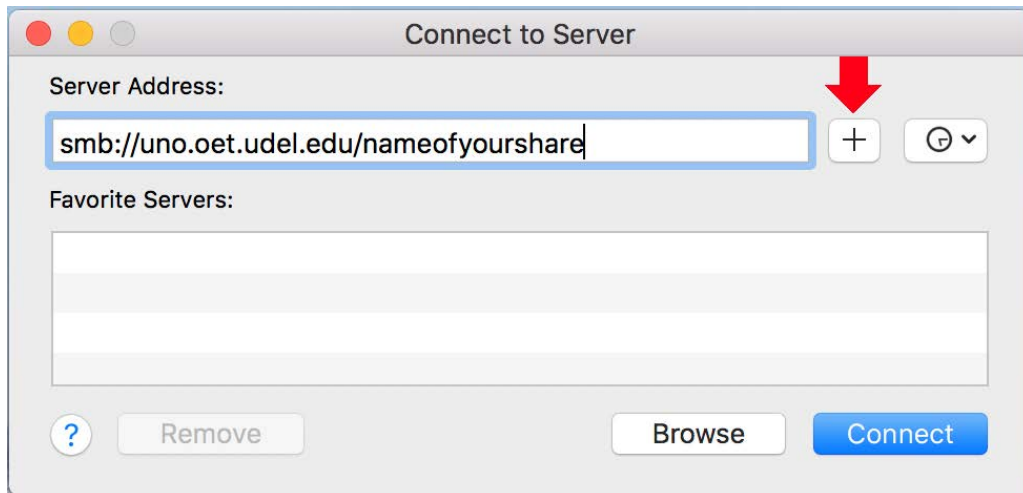 Connect to Server
Server Address:
smb://uno.oet.udel.edu/nameofyourshare
+
Favorite Servers:
?
Remove
Browse
Connect